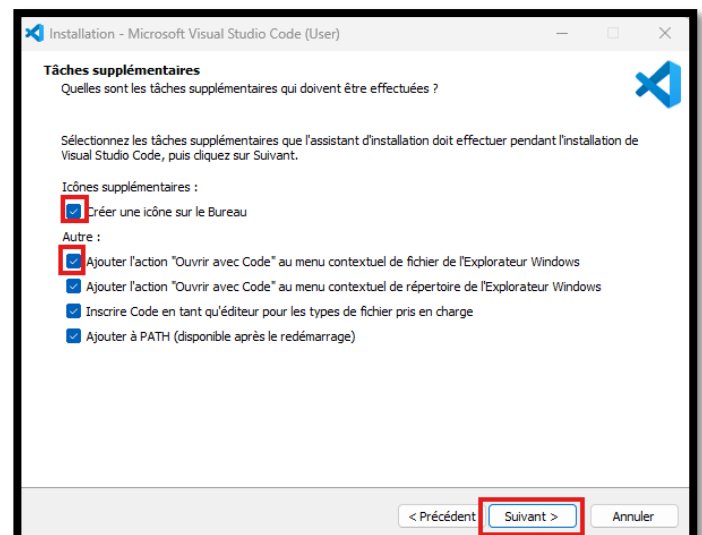 Installation - Microsoft Visual Studio Code (User)
Tâches supplémentaires
Quelles sont les tâches supplémentaires qui doivent être effectuées ?
Sélectionnez les tâches supplémentaires que l'assistant d'installation doit effectuer pendant l'installation de
Visual Studio Code, puis cliquez sur Suivant.
Icônes supplémentaires :
Créer une icône sur le Bureau
Autre :
Ajouter l'action "Ouvrir avec Code" au menu contextuel de fichier de l'Explorateur Windows
Ajouter l'action "Ouvrir avec Code" au menu contextuel de répertoire de l'Explorateur Windows
Inscrire Code en tant qu'éditeur pour les types de fichier pris en charge
Ajouter à PATH (disponible après le redémarrage)
< Précédent Suivant > Annuler